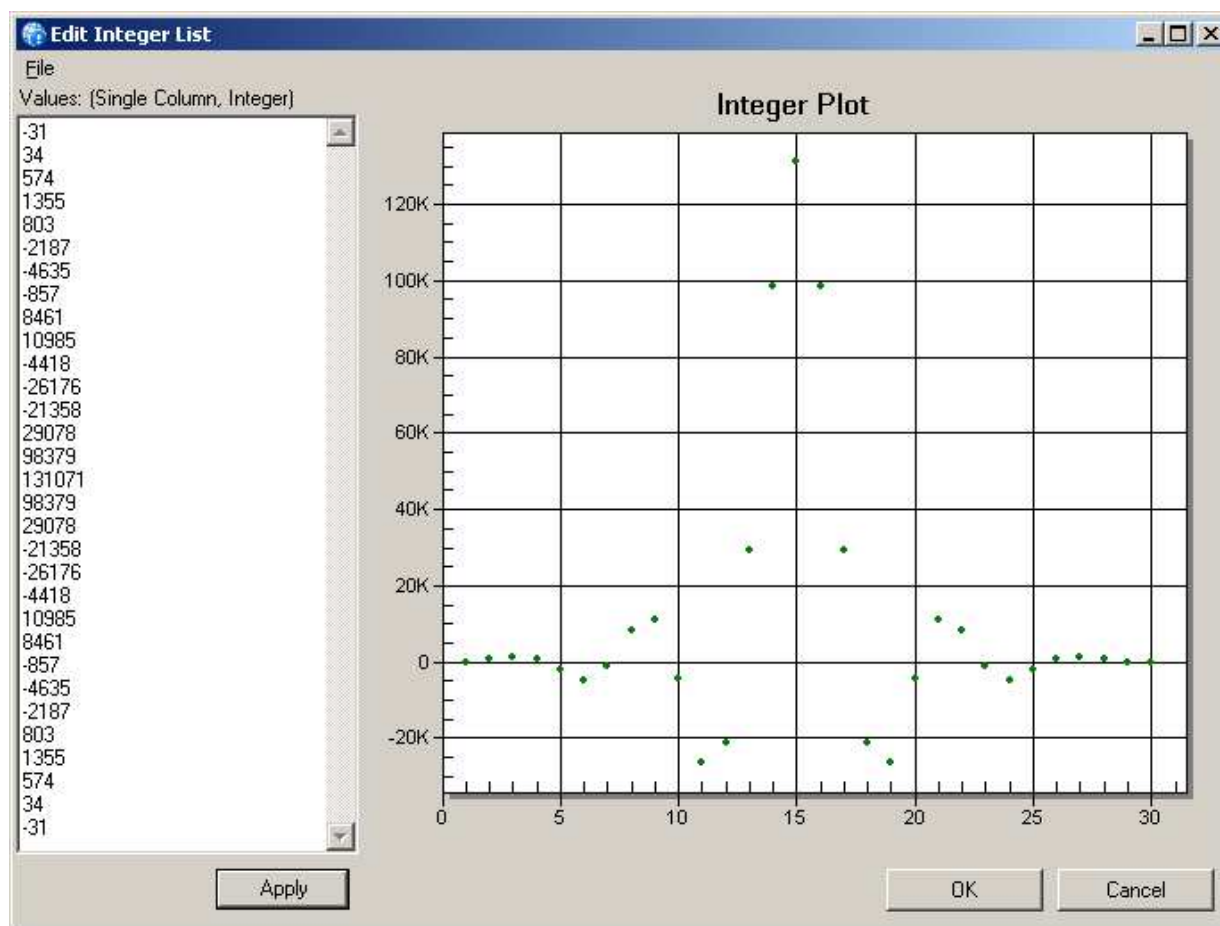 Edit Integer List
File
Values: (Single Column, Integer)
-31
34
574
1355
803
-2187
-4635
-857
8461
10985
-4418
-26176
-21358
29078
98379
131071
98379
29078
-21358
-26176
-4418
10985
8461
-857
-4635
-2187
803
1355
574
34
-31
Apply
Integer Plot
120K
100K
80K
60K
40K
20K
0
-20K
0 5 10 15 20 25 30
OK Cancel